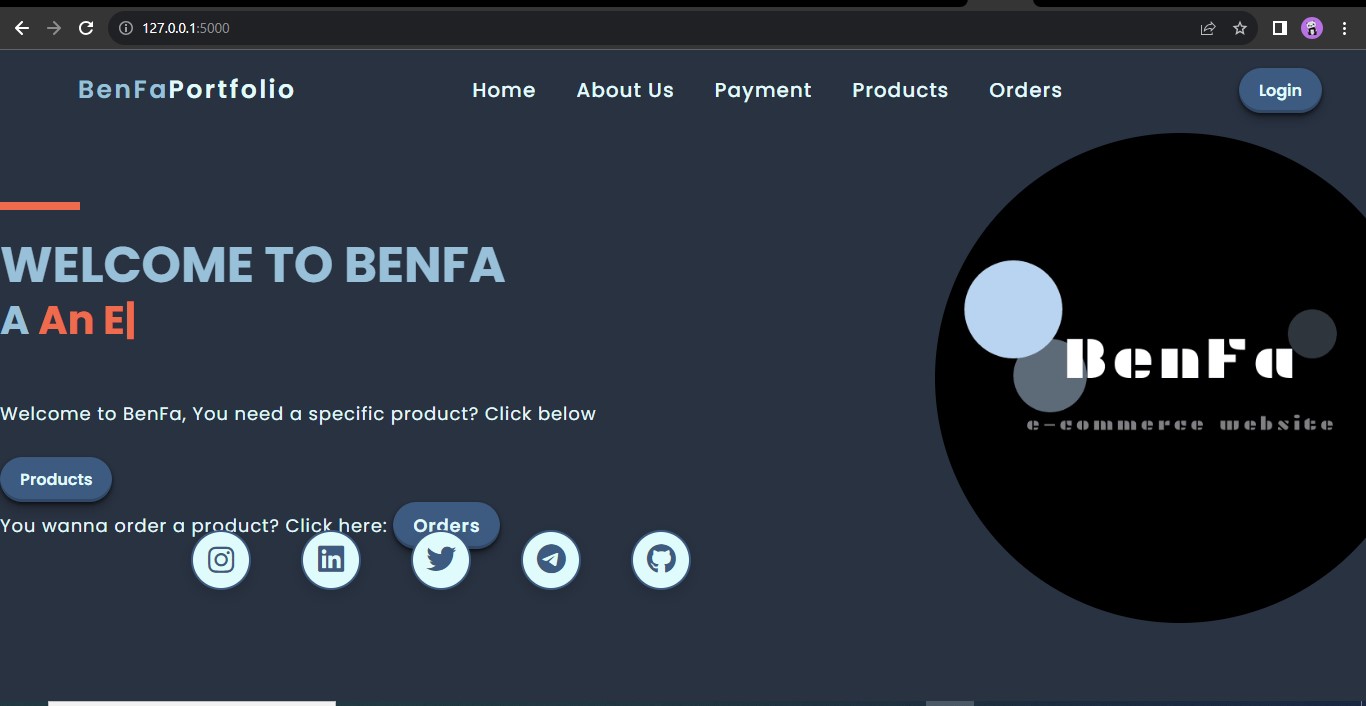 127.0.0.1:5000
BenFaPortfolio
Home About Us Payment Products Orders
Login
WELCOME TO BENFA
A An E
Welcome to BenFa, You need a specific product? Click below
Products
You wanna order a product? Click here: Orders
in
BenFa
e-commerce website